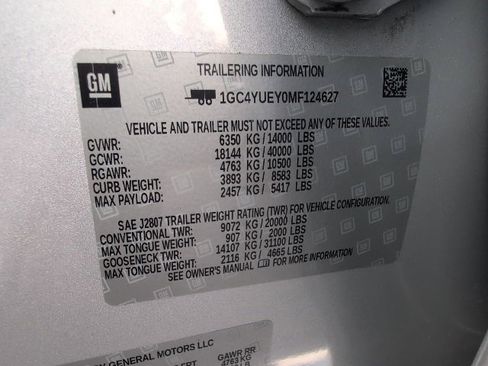 GM
TRAILERING INFORMATION
1GC4YUEY0MF124627
VEHICLE AND TRAILER MUST NOT EXCEED ANY OF THESE VALUES.
GVWR: 6350 KG / 14000 LBS
GCWR: 18144 KG / 40000 LBS
RGAWR: 4763 KG / 10500 LBS
CURB WEIGHT: 3893 KG / 8583 LBS
MAX PAYLOAD: 2457 KG / 5417 LBS
SAE J2807 TRAILER WEIGHT RATING (TWR) FOR VEHICLE CONFIGURATION.
CONVENTIONAL TWR: 9072 KG / 20000 LBS
MAX TONGUE WEIGHT: 907 KG / 2000 LBS
GOOSENECK TWR: 14107 KG / 31100 LBS
MAX TONGUE WEIGHT: 2116 KG / 4665 LBS
SEE OWNER'S MANUAL FOR MORE INFORMATION
GENERAL MOTORS LLC
GAWR RR
4763 KG